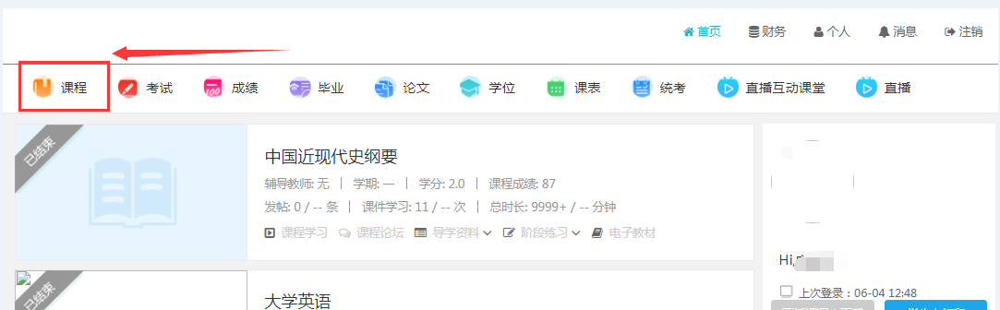 首页 财务 个人 消息 注销
课程 考试 成绩 毕业 论文 学位 课表 统考 直播互动课堂 直播
已结束
中国近现代史纲要
辅导教师: 无 | 学期: — | 学分: 2.0 | 课程成绩: 87
发帖: 0 / -- 条 | 课件学习: 11 / -- 次 | 总时长: 9999+ / -- 分钟
课程学习 课程论坛 导学资料 阶段练习 电子教材
Hi,
已结束
大学英语
上次登录：06-04 12:48